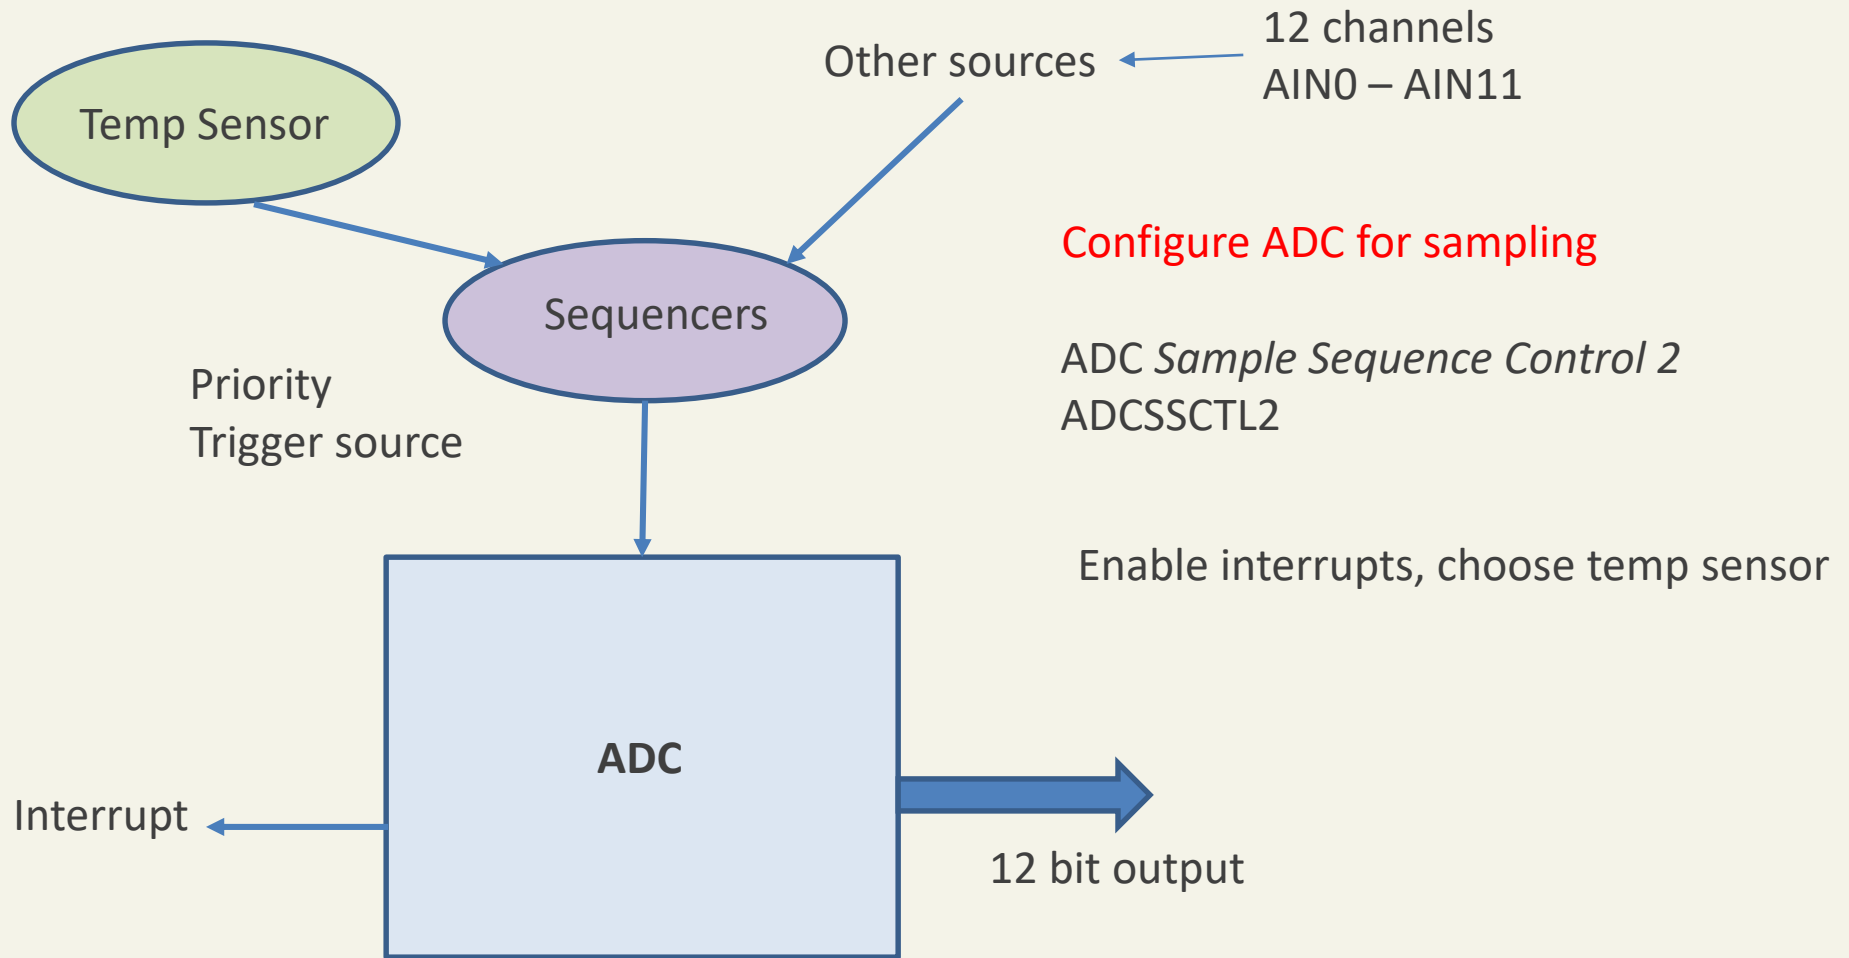 12 channels
AIN0 – AIN11
Other sources
Temp Sensor
Configure ADC for sampling
Sequencers
ADC Sample Sequence Control 2
ADCSSCTL2
Priority
Trigger source
Enable interrupts, choose temp sensor
ADC
Interrupt
12 bit output